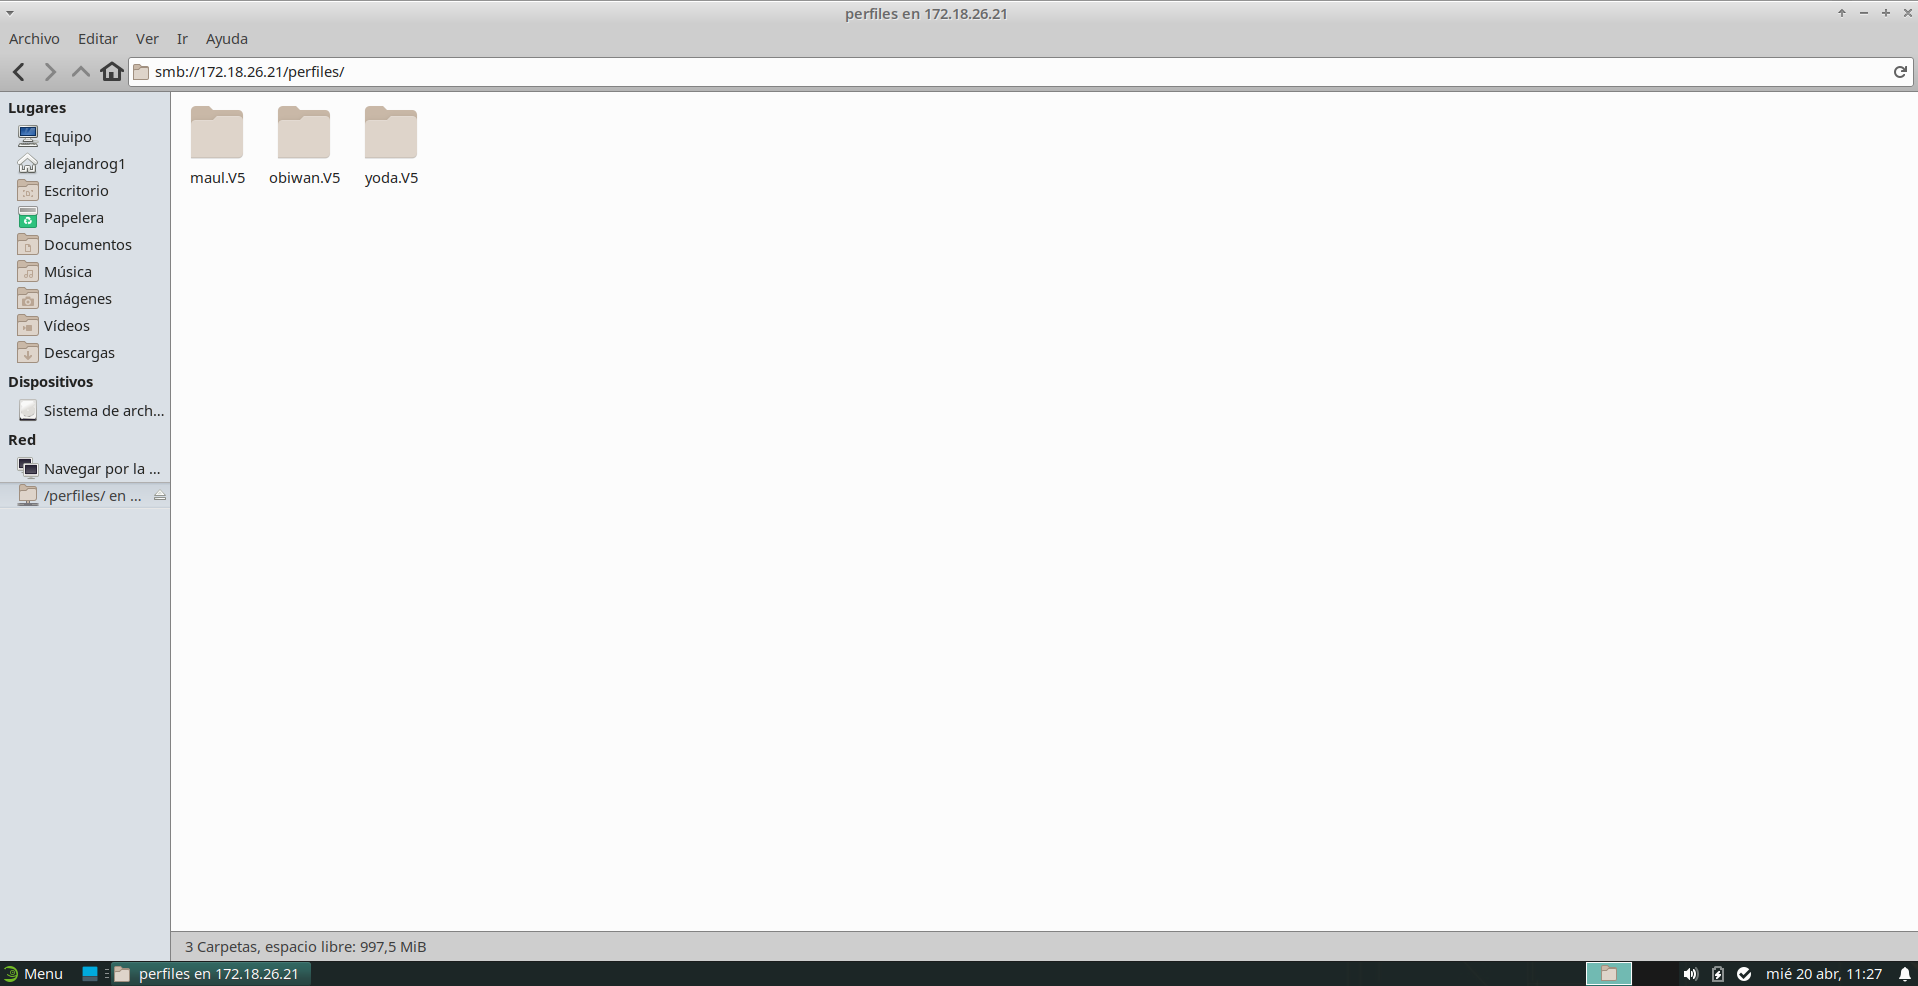 perfiles en 172.18.26.21
Archivo Editar Ver Ir Ayuda
smb://172.18.26.21/perfiles/
Lugares
Equipo
alejandrog1
Escritorio
Papelera
Documentos
Música
Imágenes
Vídeos
Descargas
Dispositivos
Sistema de arch...
Red
Navegar por la ...
/perfiles/ en ...
maul.V5 obiwan.V5 yoda.V5
3 Carpetas, espacio libre: 997,5 MiB
Menu perfiles en 172.18.26.21 mié 20 abr, 11:27